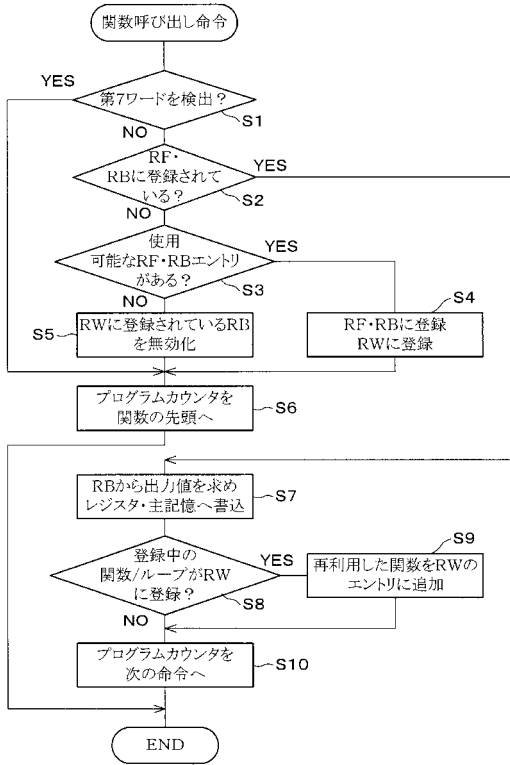 関数呼び出し命令
YES
第7ワードを検出？
S1
NO
RF・
RBに登録されて
いる？
YES
S2
NO
使用
可能なRF・RBエントリ
がある？
YES
S3
NO
S4
RF・RBに登録
RWに登録
S5
RWに登録されているRB
を無効化
プログラムカウンタを
関数の先頭へ
S6
RBから出力値を求め
レジスタ・主記憶へ書込
S7
登録中の
関数/ループがRW
に登録？
YES
S8
NO
S9
再利用した関数をRWの
エントリに追加
プログラムカウンタを
次の命令へ
S10
END